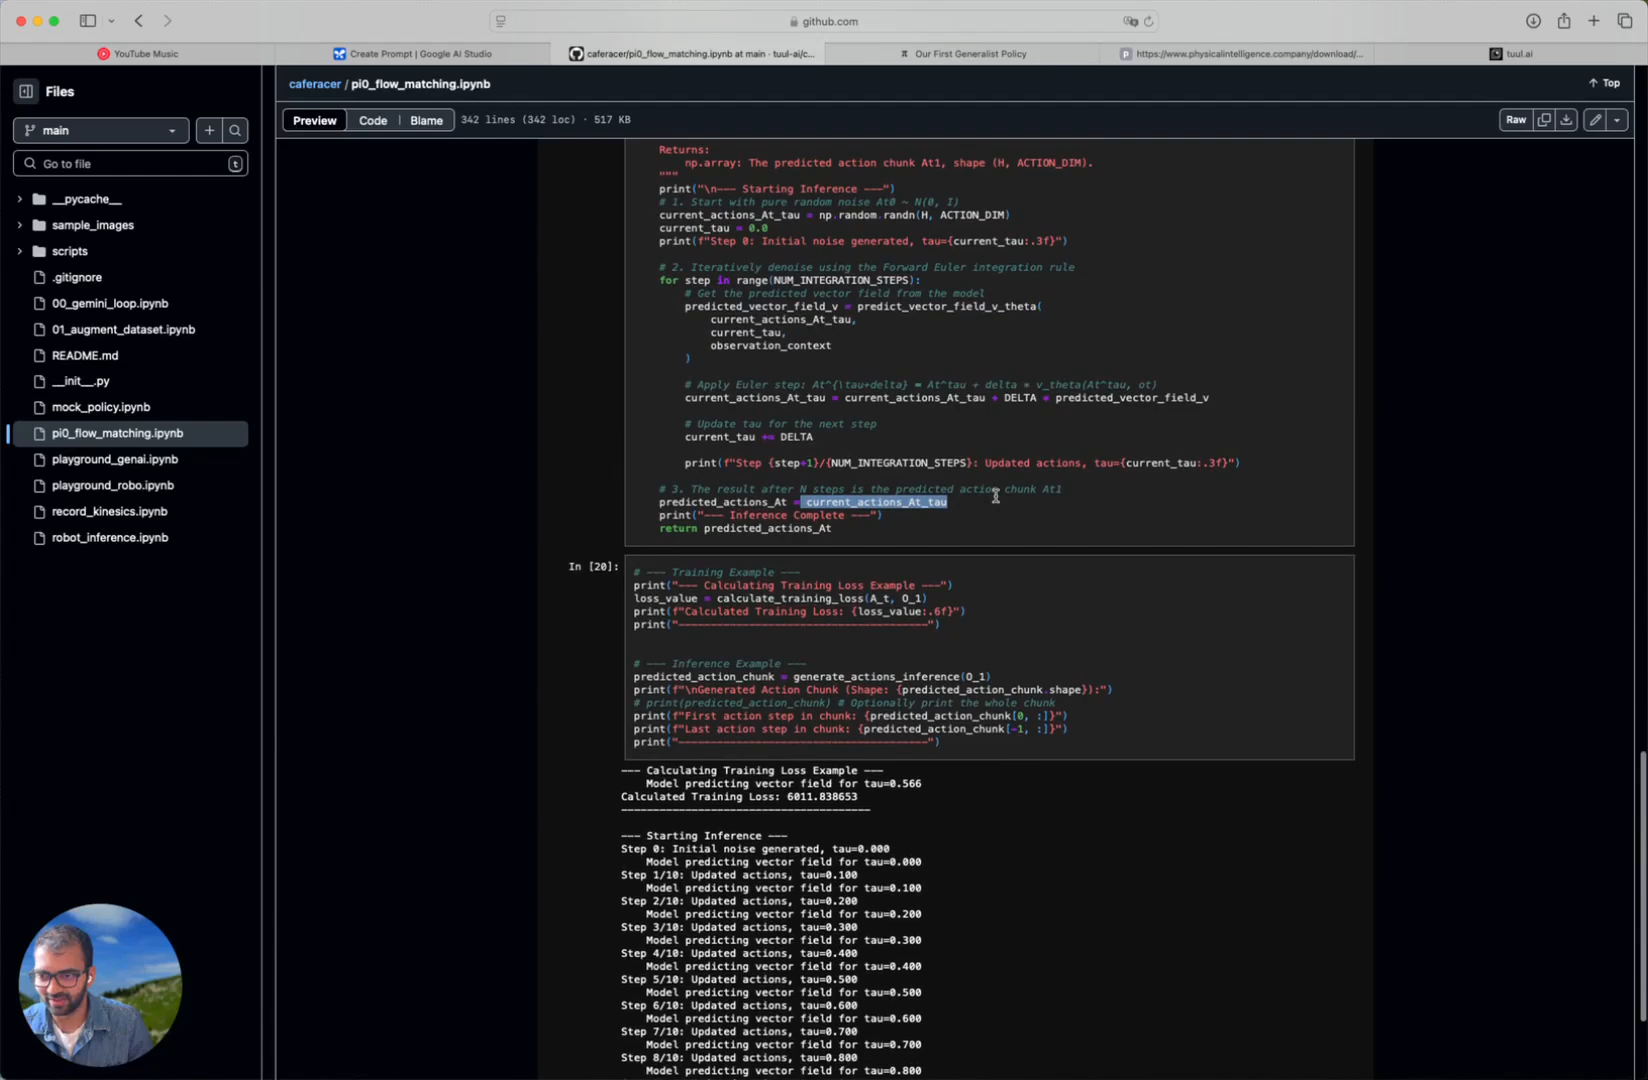 github.com
YouTube Music
Create Prompt | Google AI Studio
caferacer/pi0_flow_matching.ipynb at main · tuul-ai/c...
π Our First Generalist Policy
https://www.physicalintelligence.company/download/...
tuul.ai
Files
main
Go to file
t
__pycache__
sample_images
scripts
.gitignore
00_gemini_loop.ipynb
01_augment_dataset.ipynb
README.md
__init__.py
mock_policy.ipynb
pi0_flow_matching.ipynb
playground_genai.ipynb
playground_robo.ipynb
record_kinesics.ipynb
robot_inference.ipynb
caferacer / pi0_flow_matching.ipynb
Top
Preview Code Blame 342 lines (342 loc) · 517 KB
Raw
Returns:
np.array: The predicted action chunk At1, shape (H, ACTION_DIM).
"""
print("\n--- Starting Inference ---")
# 1. Start with pure random noise At0 ~ N(0, I)
current_actions_At_tau = np.random.randn(H, ACTION_DIM)
current_tau = 0.0
print(f"Step 0: Initial noise generated, tau={current_tau:.3f}")
# 2. Iteratively denoise using the Forward Euler integration rule
for step in range(NUM_INTEGRATION_STEPS):
# Get the predicted vector field from the model
predicted_vector_field_v = predict_vector_field_v_theta(
current_actions_At_tau,
current_tau,
observation_context
)
# Apply Euler step: At^{\tau+delta} = At^tau + delta * v_theta(At^tau, ot)
current_actions_At_tau = current_actions_At_tau + DELTA * predicted_vector_field_v
# Update tau for the next step
current_tau += DELTA
print(f"Step {step+1}/{NUM_INTEGRATION_STEPS}: Updated actions, tau={current_tau:.3f}")
# 3. The result after N steps is the predicted action chunk At1
predicted_actions_At = current_actions_At_tau
print("--- Inference Complete ---")
return predicted_actions_At
In [20]:
# --- Training Example ---
print("--- Calculating Training Loss Example ---")
loss_value = calculate_training_loss(A_t, O_1)
print(f"Calculated Training Loss: {loss_value:.6f}")
print("---------------------------------------")
# --- Inference Example ---
predicted_action_chunk = generate_actions_inference(O_1)
print(f"\nGenerated Action Chunk (Shape: {predicted_action_chunk.shape}):")
# print(predicted_action_chunk) # Optionally print the whole chunk
print(f"First action step in chunk: {predicted_action_chunk[0, :]}")
print(f"Last action step in chunk: {predicted_action_chunk[-1, :]}")
print("---------------------------------------")
--- Calculating Training Loss Example ---
Model predicting vector field for tau=0.566
Calculated Training Loss: 6011.838653
---------------------------------------
--- Starting Inference ---
Step 0: Initial noise generated, tau=0.000
Model predicting vector field for tau=0.000
Step 1/10: Updated actions, tau=0.100
Model predicting vector field for tau=0.100
Step 2/10: Updated actions, tau=0.200
Model predicting vector field for tau=0.200
Step 3/10: Updated actions, tau=0.300
Model predicting vector field for tau=0.300
Step 4/10: Updated actions, tau=0.400
Model predicting vector field for tau=0.400
Step 5/10: Updated actions, tau=0.500
Model predicting vector field for tau=0.500
Step 6/10: Updated actions, tau=0.600
Model predicting vector field for tau=0.600
Step 7/10: Updated actions, tau=0.700
Model predicting vector field for tau=0.700
Step 8/10: Updated actions, tau=0.800
Model predicting vector field for tau=0.800